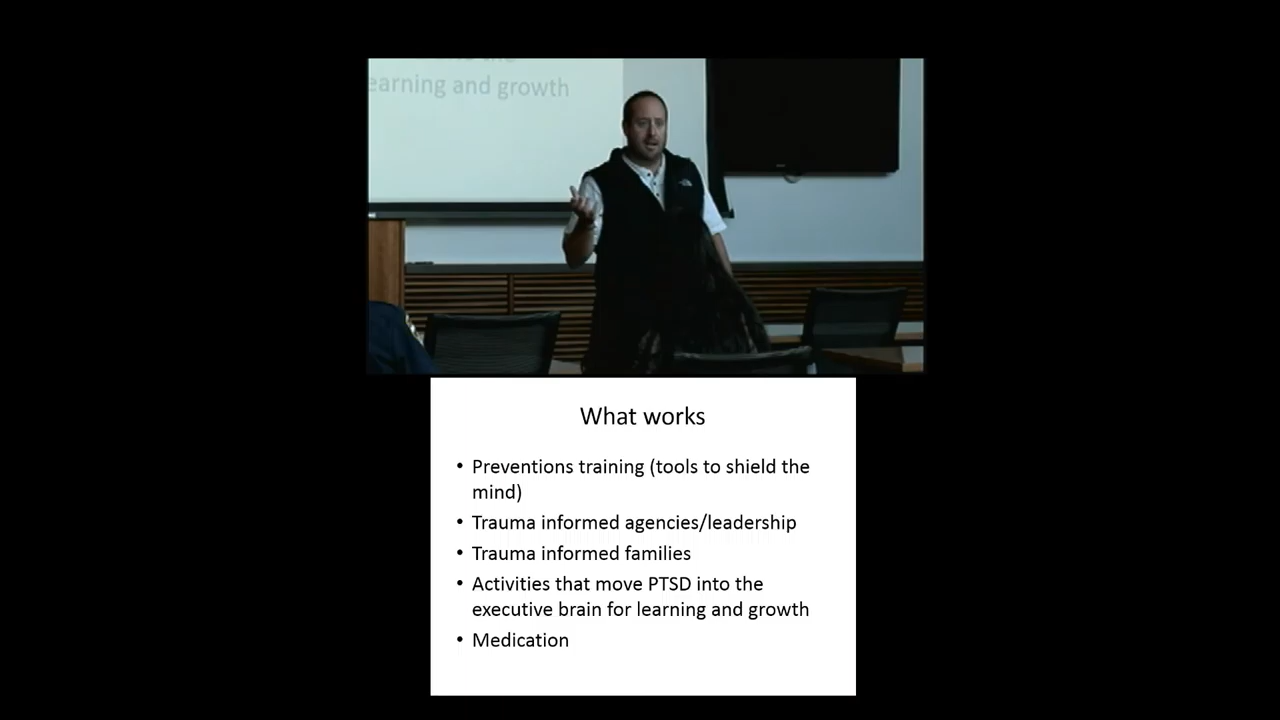 earning and growth
What works
• Preventions training (tools to shield the
mind)
• Trauma informed agencies/leadership
• Trauma informed families
• Activities that move PTSD into the
executive brain for learning and growth
• Medication